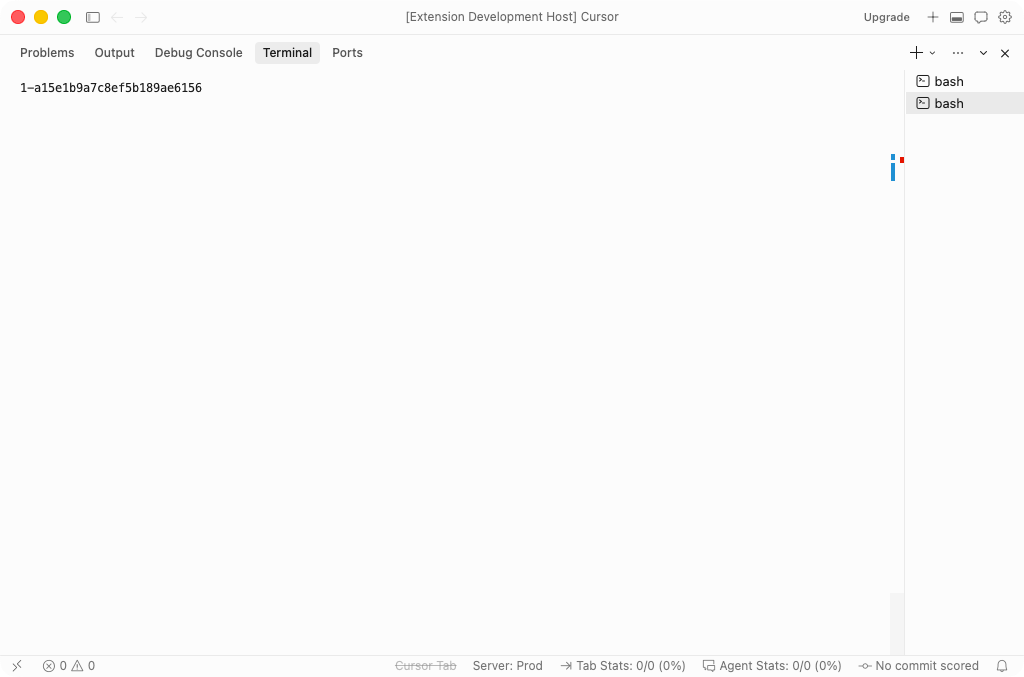 [Extension Development Host] Cursor
Upgrade
Problems
Output
Debug Console
Terminal
Ports
1-a15e1b9a7c8ef5b189ae6156
bash
bash
0
0
Cursor Tab
Server: Prod
Tab Stats: 0/0 (0%)
Agent Stats: 0/0 (0%)
No commit scored